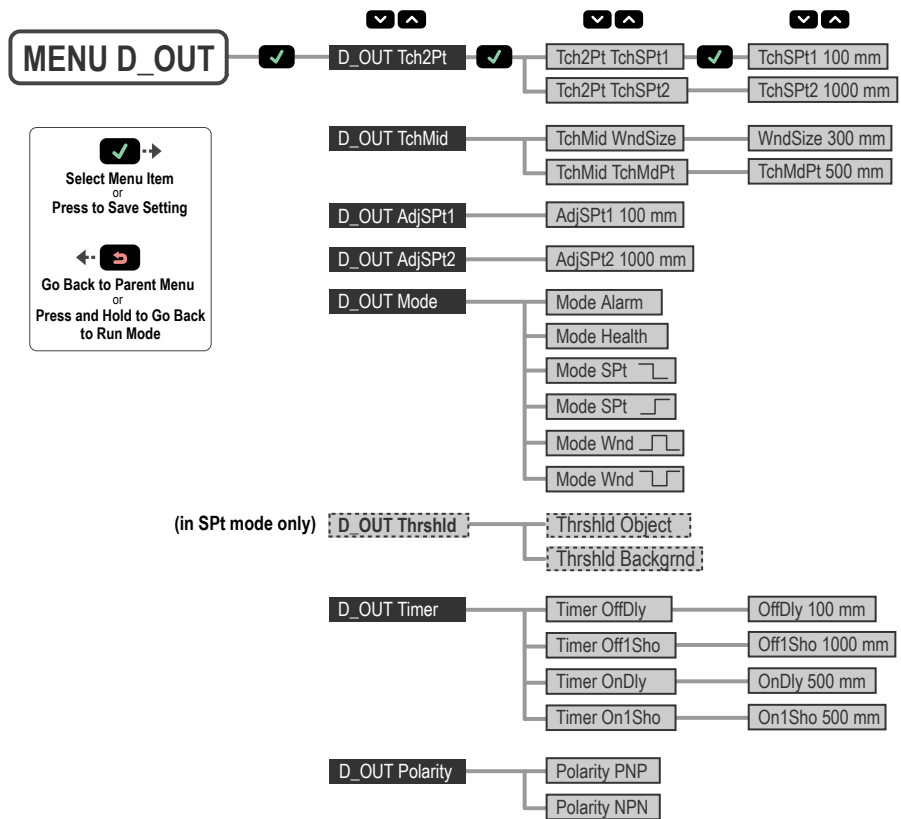 MENU D_OUT
D_OUT Tch2Pt
Tch2Pt TchSPt1
TchSPt1 100 mm
Tch2Pt TchSPt2
TchSPt2 1000 mm
Select Menu Item
or
Press to Save Setting
Go Back to Parent Menu
or
Press and Hold to Go Back
to Run Mode
D_OUT TchMid
TchMid WndSize
WndSize 300 mm
TchMid TchMdPt
TchMdPt 500 mm
D_OUT AdjSPt1
AdjSPt1 100 mm
D_OUT AdjSPt2
AdjSPt2 1000 mm
D_OUT Mode
Mode Alarm
Mode Health
Mode SPt
Mode SPt
Mode Wnd
Mode Wnd
(in SPt mode only)
D_OUT Thrshld
Thrshld Object
Thrshld Backgrnd
D_OUT Timer
Timer OffDly
OffDly 100 mm
Timer Off1Sho
Off1Sho 1000 mm
Timer OnDly
OnDly 500 mm
Timer On1Sho
On1Sho 500 mm
D_OUT Polarity
Polarity PNP
Polarity NPN